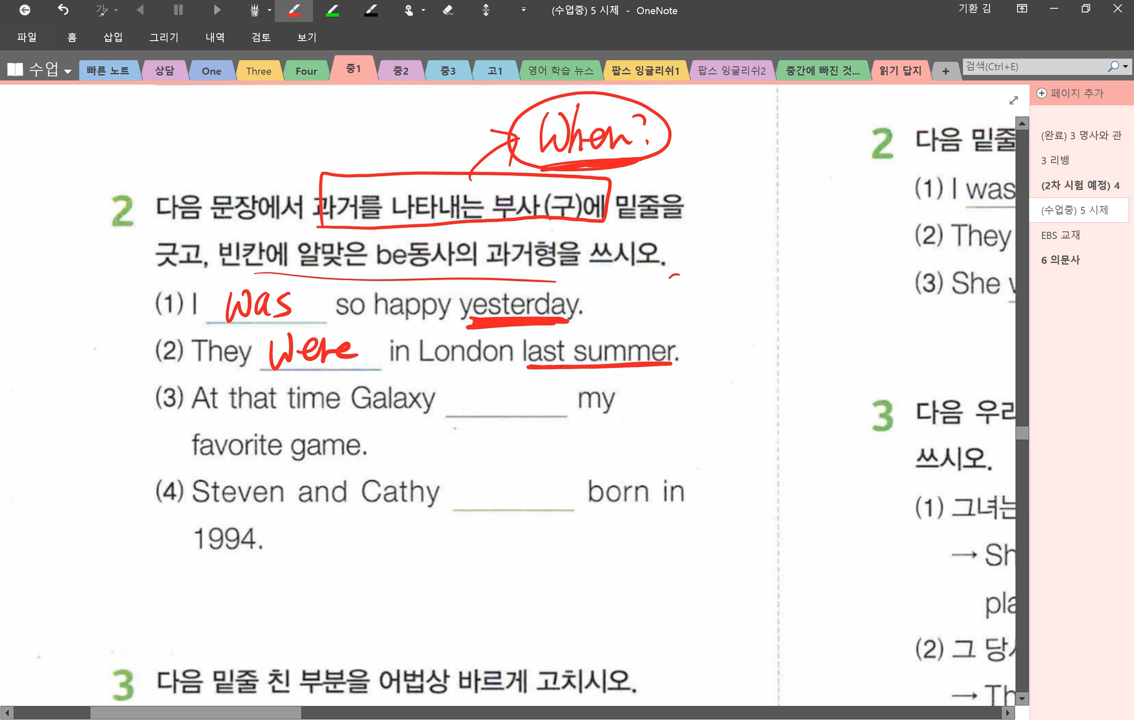 (수업중) 5 시제 - OneNote
기환 김
파일 홈 삽입 그리기 내역 검토 보기
수업 빠른 노트 상담 One Three Four 중1 중2 중3 고1 영어 학습 뉴스 팝스 잉글리쉬1 팝스 잉글리쉬2 중간에 빠진 것... 읽기 답지 + 검색(Ctrl+E)
페이지 추가
(완료) 3 명사와 관
3 리뱅
(2차 시험 예정) 4
(수업중) 5 시제
EBS 교재
6 의문사
When?
2 다음 문장에서 과거를 나타내는 부사(구)에 밑줄을
긋고, 빈칸에 알맞은 be동사의 과거형을 쓰시오.
(1) I was so happy yesterday.
(2) They were in London last summer.
(3) At that time Galaxy my
favorite game.
(4) Steven and Cathy born in
1994.
3 다음 밑줄 친 부분을 어법상 바르게 고치시오.
2 다음 밑줄
(1) I was
(2) They
(3) She
3 다음 우리
쓰시오.
(1) 그녀는
→ Sh
pla
(2) 그 당시
→ Th